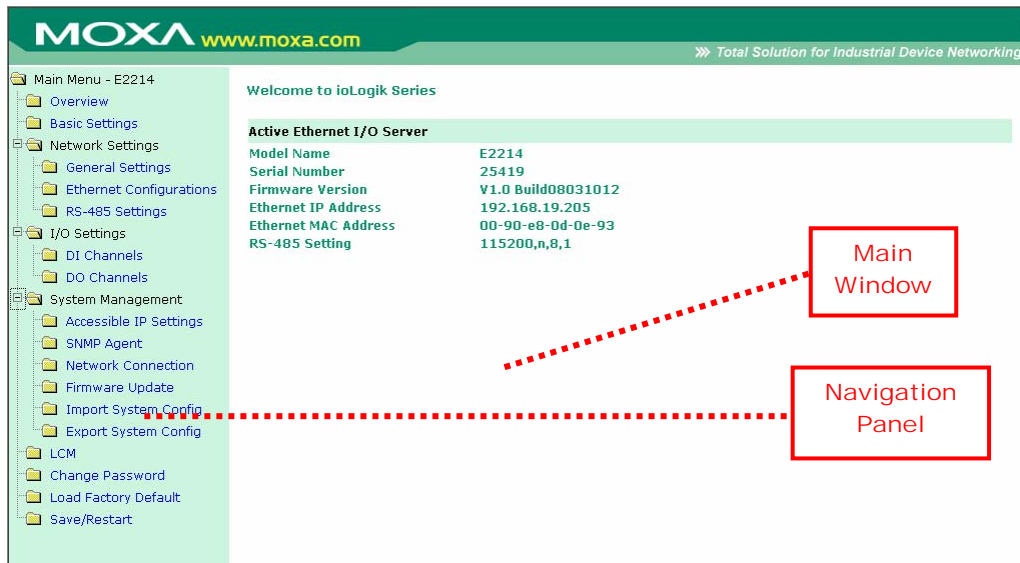 MOXA www.moxa.com
Total Solution for Industrial Device Networking
Main Menu - E2214
Overview
Basic Settings
Network Settings
General Settings
Ethernet Configurations
RS-485 Settings
I/O Settings
DI Channels
DO Channels
System Management
Accessible IP Settings
SNMP Agent
Network Connection
Firmware Update
Import System Config
Export System Config
LCM
Change Password
Load Factory Default
Save/Restart
Welcome to ioLogik Series
Active Ethernet I/O Server
Model Name E2214
Serial Number 25419
Firmware Version V1.0 Build08031012
Ethernet IP Address 192.168.19.205
Ethernet MAC Address 00-90-e8-0d-0e-93
RS-485 Setting 115200,n,8,1
Main
Window
Navigation
Panel